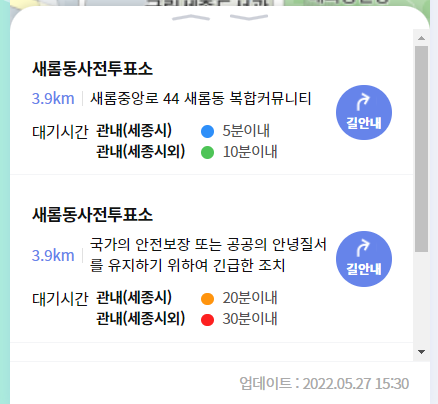 새롬동사전투표소
3.9km 새롬중앙로 44 새롬동 복합커뮤니티
길안내
대기시간 관내(세종시) 5분이내
관내(세종시외) 10분이내
새롬동사전투표소
3.9km 국가의 안전보장 또는 공공의 안녕질서
를 유지하기 위하여 긴급한 조치
길안내
대기시간 관내(세종시) 20분이내
관내(세종시외) 30분이내
업데이트 : 2022.05.27 15:30